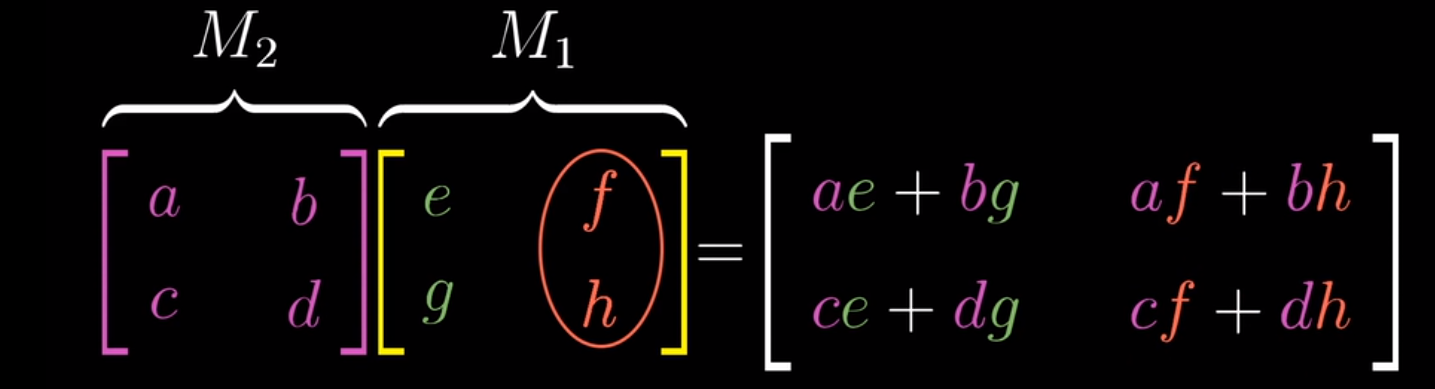 M₂ M₁
[a b] [e f] = [ae + bg af + bh]
[c d] [g h] [ce + dg cf + dh]